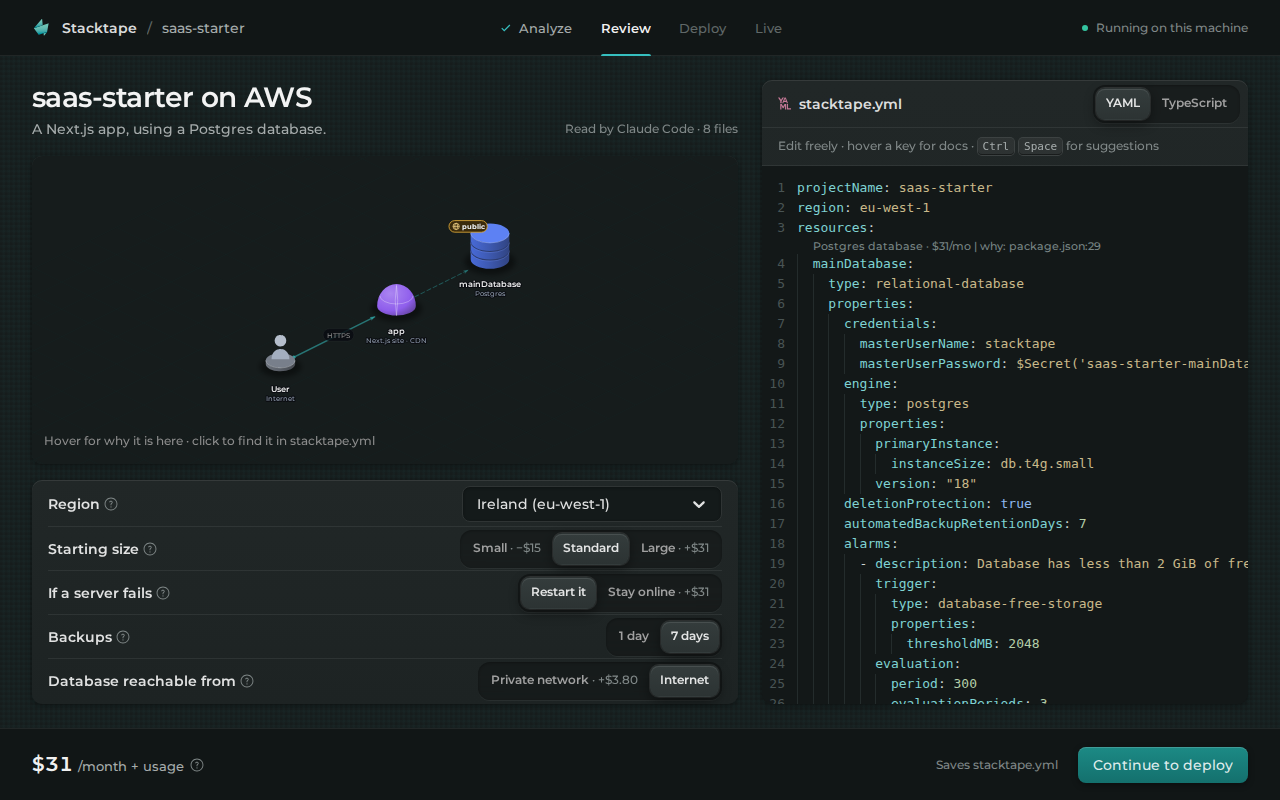 Stacktape / saas-starter
Analyze
Review
Deploy
Live
Running on this machine
saas-starter on AWS
A Next.js app, using a Postgres database.
Read by Claude Code · 8 files
public
mainDatabase
Postgres
app
Next.js site · CDN
HTTPS
User
Internet
Hover for why it is here · click to find it in stacktape.yml
Region ?
Ireland (eu-west-1)
Starting size ?
Small · −$15
Standard
Large · +$31
If a server fails ?
Restart it
Stay online · +$31
Backups ?
1 day
7 days
Database reachable from ?
Private network · +$3.80
Internet
YAML
stacktape.yml
YAML
TypeScript
Edit freely · hover a key for docs · Ctrl Space for suggestions
1 projectName: saas-starter
2 region: eu-west-1
3 resources:
Postgres database · $31/mo | why: package.json:29
4 mainDatabase:
5 type: relational-database
6 properties:
7 credentials:
8 masterUserName: stacktape
9 masterUserPassword: $Secret('saas-starter-mainData
10 engine:
11 type: postgres
12 properties:
13 primaryInstance:
14 instanceSize: db.t4g.small
15 version: "18"
16 deletionProtection: true
17 automatedBackupRetentionDays: 7
18 alarms:
19 - description: Database has less than 2 GiB of fre
20 trigger:
21 type: database-free-storage
22 properties:
23 thresholdMB: 2048
24 evaluation:
25 period: 300
26 evaluationPeriods: 3
$31 /month + usage ?
Saves stacktape.yml
Continue to deploy